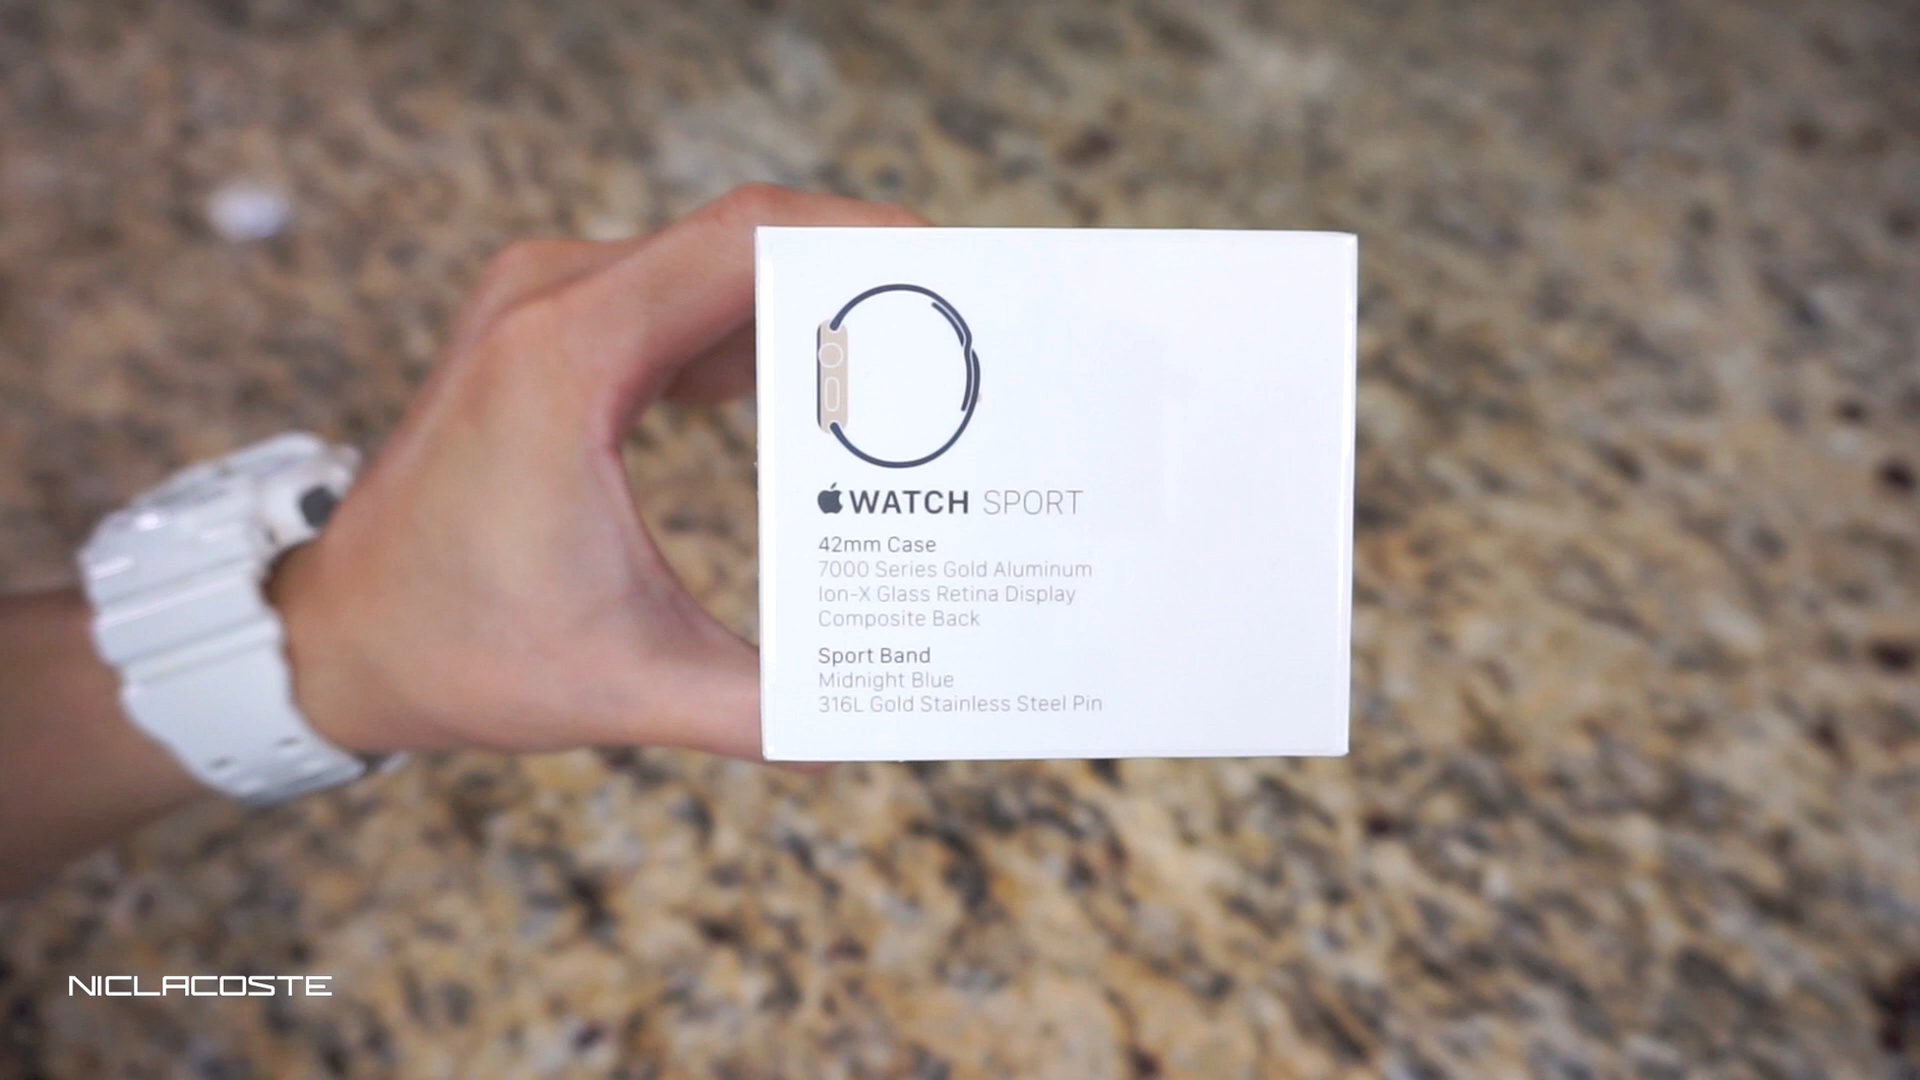 WATCH SPORT
42mm Case
7000 Series Gold Aluminum
Ion-X Glass Retina Display
Composite Back
Sport Band
Midnight Blue
316L Gold Stainless Steel Pin
NICLACOSTE